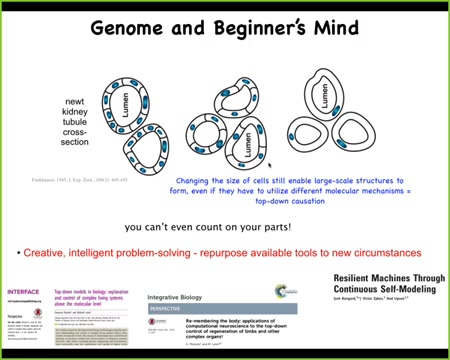 Genome and Beginner's Mind
newt
kidney
tubule
cross-
section
Lumen
Lumen
Lumen
Fankhauser, 1945, J. Exp. Zool., 100(3): 445-455
Changing the size of cells still enable large-scale structures to
form, even if they have to utilize different molecular mechanisms =
top-down causation
you can't even count on your parts!
• Creative, intelligent problem-solving - repurpose available tools to new circumstances
INTERFACE
Perspective
Top-down models in biology: explanation
and control of complex living systems
above the molecular level
Integrative Biology
PERSPECTIVE
Re-membering the body: applications of
computational neuroscience to the top-down
control of regeneration of limbs and other
complex organs†
Resilient Machines Through
Continuous Self-Modeling
Josh Bongard,¹*† Victor Zykov,¹ Hod Lipson¹,²